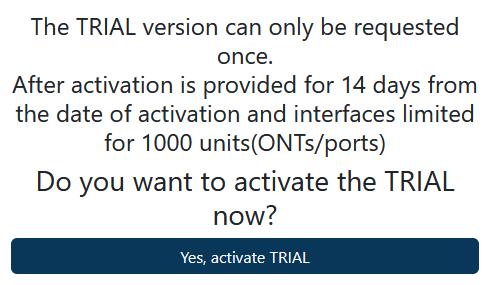 The TRIAL version can only be requested
once.
After activation is provided for 14 days from
the date of activation and interfaces limited
for 1000 units(ONTs/ports)
Do you want to activate the TRIAL
now?
Yes, activate TRIAL